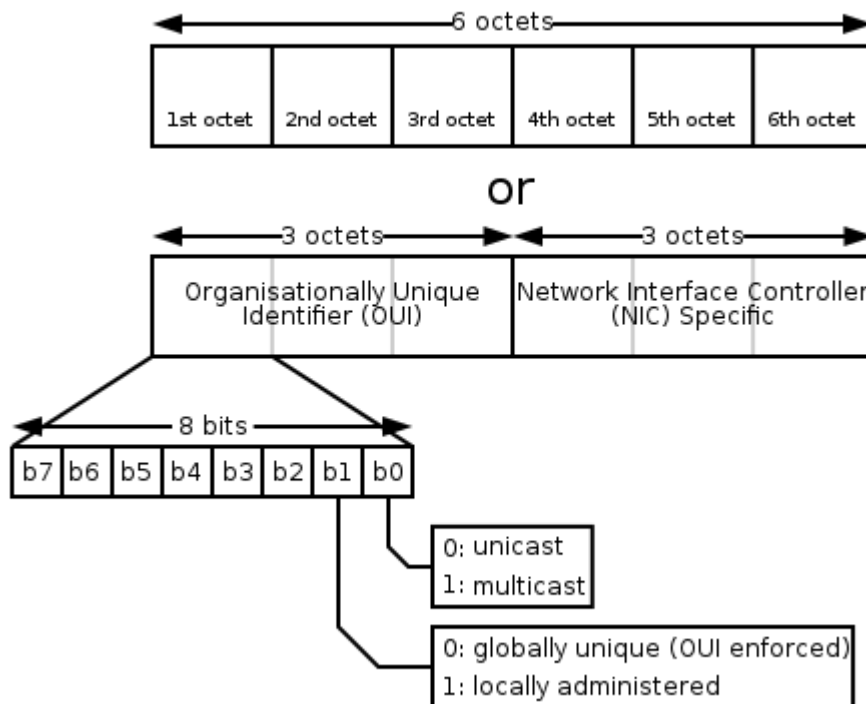 6 octets
1st octet 2nd octet 3rd octet 4th octet 5th octet 6th octet
or
3 octets 3 octets
Organisationally Unique
Identifier (OUI)
Network Interface Controller
(NIC) Specific
8 bits
b7 b6 b5 b4 b3 b2 b1 b0
0: unicast
1: multicast
0: globally unique (OUI enforced)
1: locally administered